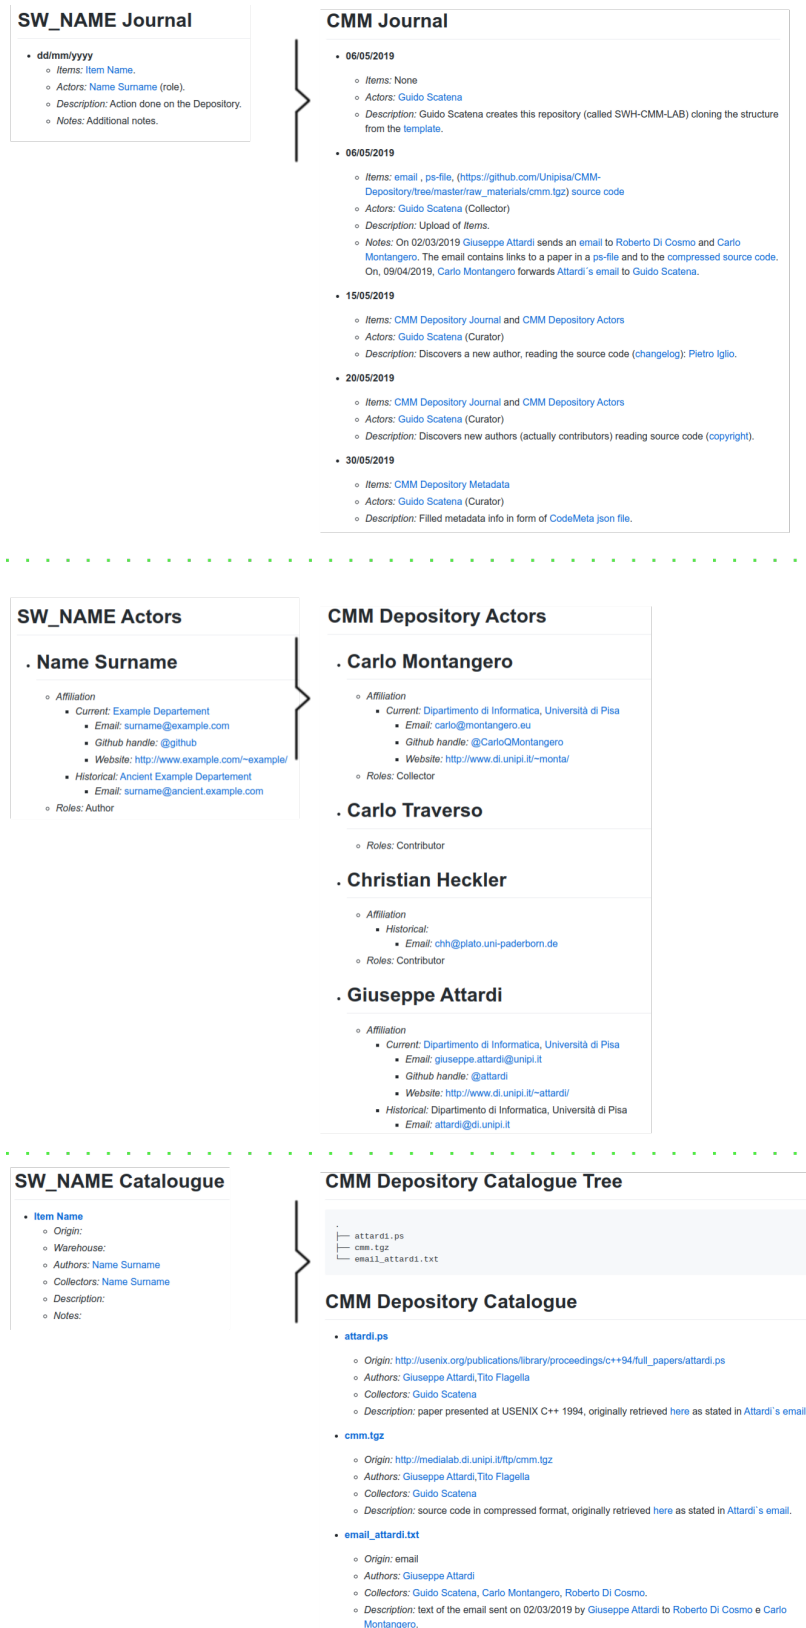 SW_NAME Journal
• dd/mm/yyyy
◦ Items: Item Name.
◦ Actors: Name Surname (role).
◦ Description: Action done on the Depository.
◦ Notes: Additional notes.
CMM Journal
• 06/05/2019
◦ Items: None
◦ Actors: Guido Scatena
◦ Description: Guido Scatena creates this repository (called SWH-CMM-LAB) cloning the structure
from the template.
• 06/05/2019
◦ Items: email , ps-file, (https://github.com/Unipisa/CMM-
Depository/tree/master/raw_materials/cmm.tgz) source code
◦ Actors: Guido Scatena (Collector)
◦ Description: Upload of Items.
◦ Notes: On 02/03/2019 Giuseppe Attardi sends an email to Roberto Di Cosmo and Carlo
Montangero. The email contains links to a paper in a ps-file and to the compressed source code.
On, 09/04/2019, Carlo Montangero forwards Attardi´s email to Guido Scatena.
• 15/05/2019
◦ Items: CMM Depository Journal and CMM Depository Actors
◦ Actors: Guido Scatena (Curator)
◦ Description: Discovers a new author, reading the source code (changelog): Pietro Iglio.
• 20/05/2019
◦ Items: CMM Depository Journal and CMM Depository Actors
◦ Actors: Guido Scatena (Curator)
◦ Description: Discovers new authors (actually contributors) reading source code (copyright).
• 30/05/2019
◦ Items: CMM Depository Metadata
◦ Actors: Guido Scatena (Curator)
◦ Description: Filled metadata info in form of CodeMeta json file.
SW_NAME Actors
• Name Surname
◦ Affiliation
▪ Current: Example Departement
▪ Email: surname@example.com
▪ Github handle: @github
▪ Website: http://www.example.com/~example/
▪ Historical: Ancient Example Departement
▪ Email: surname@ancient.example.com
◦ Roles: Author
CMM Depository Actors
• Carlo Montangero
◦ Affiliation
▪ Current: Dipartimento di Informatica, Università di Pisa
▪ Email: carlo@montangero.eu
▪ Github handle: @CarloQMontangero
▪ Website: http://www.di.unipi.it/~monta/
◦ Roles: Collector
• Carlo Traverso
◦ Roles: Contributor
• Christian Heckler
◦ Affiliation
▪ Historical:
▪ Email: chh@plato.uni-paderborn.de
◦ Roles: Contributor
• Giuseppe Attardi
◦ Affiliation
▪ Current: Dipartimento di Informatica, Università di Pisa
▪ Email: giuseppe.attardi@unipi.it
▪ Github handle: @attardi
▪ Website: http://www.di.unipi.it/~attardi/
▪ Historical: Dipartimento di Informatica, Università di Pisa
▪ Email: attardi@di.unipi.it
SW_NAME Catalougue
• Item Name
◦ Origin:
◦ Warehouse:
◦ Authors: Name Surname
◦ Collectors: Name Surname
◦ Description:
◦ Notes:
CMM Depository Catalogue Tree
.
├── attardi.ps
├── cmm.tgz
└── email_attardi.txt
CMM Depository Catalogue
• attardi.ps
◦ Origin: http://usenix.org/publications/library/proceedings/c++94/full_papers/attardi.ps
◦ Authors: Giuseppe Attardi,Tito Flagella
◦ Collectors: Guido Scatena
◦ Description: paper presented at USENIX C++ 1994, originally retrieved here as stated in Attardi`s email
• cmm.tgz
◦ Origin: http://medialab.di.unipi.it/ftp/cmm.tgz
◦ Authors: Giuseppe Attardi,Tito Flagella
◦ Collectors: Guido Scatena
◦ Description: source code in compressed format, originally retrieved here as stated in Attardi`s email.
• email_attardi.txt
◦ Origin: email
◦ Authors: Giuseppe Attardi
◦ Collectors: Guido Scatena, Carlo Montangero, Roberto Di Cosmo.
◦ Description: text of the email sent on 02/03/2019 by Giuseppe Attardi to Roberto Di Cosmo e Carlo
Montangero.